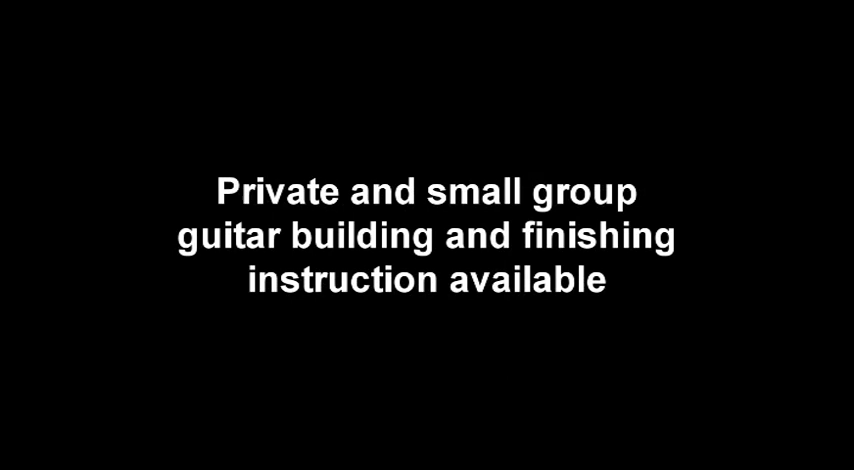 Private and small group
guitar building and finishing
instruction available